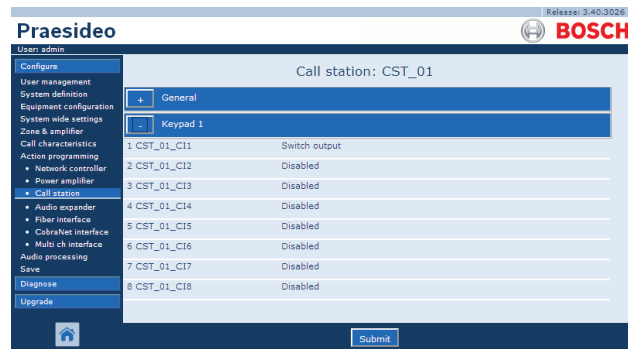 Release: 3.40.3026
Praesideo
BOSCH
User: admin
Configure
User management
System definition
Equipment configuration
System wide settings
Zone & amplifier
Call characteristics
Action programming
• Network controller
• Power amplifier
• Call station
• Audio expander
• Fiber interface
• CobraNet interface
• Multi ch interface
Audio processing
Save
Diagnose
Upgrade
Call station: CST_01
+ General
- Keypad 1
1 CST_01_CI1 Switch output
2 CST_01_CI2 Disabled
3 CST_01_CI3 Disabled
4 CST_01_CI4 Disabled
5 CST_01_CI5 Disabled
6 CST_01_CI6 Disabled
7 CST_01_CI7 Disabled
8 CST_01_CI8 Disabled
Submit